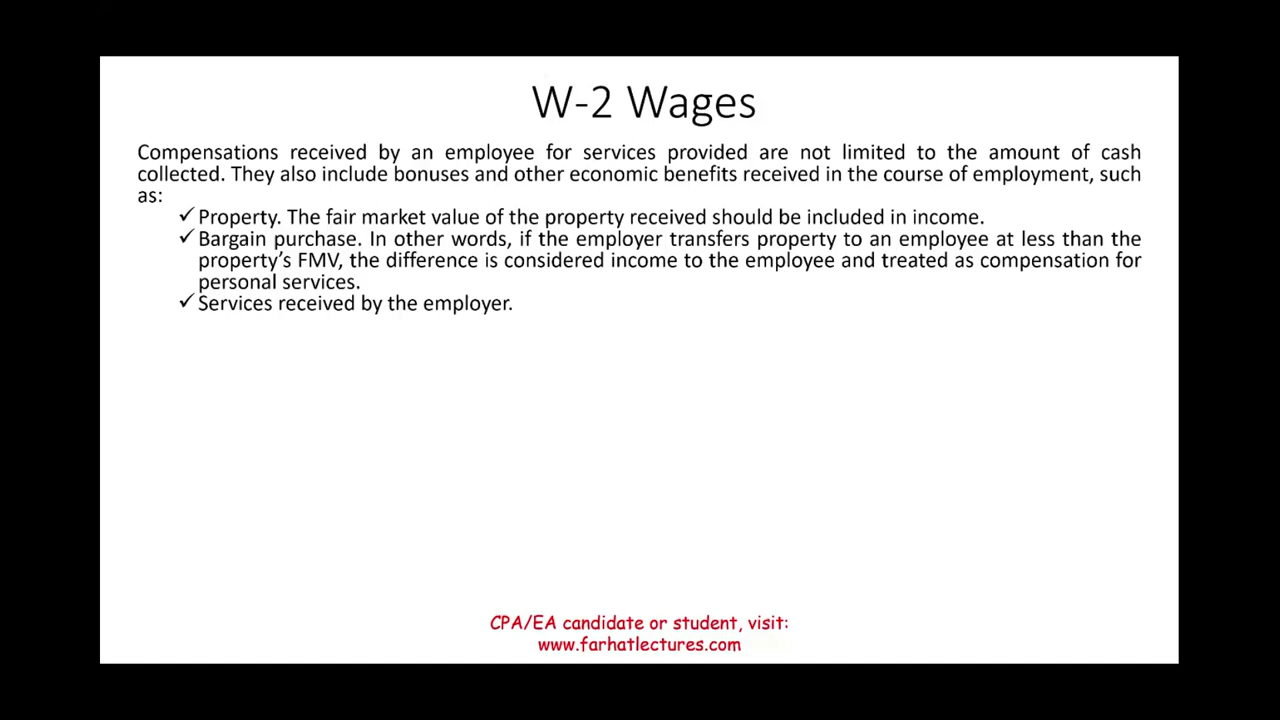 W-2 Wages
Compensations received by an employee for services provided are not limited to the amount of cash
collected. They also include bonuses and other economic benefits received in the course of employment, such
as:
✓Property. The fair market value of the property received should be included in income.
✓Bargain purchase. In other words, if the employer transfers property to an employee at less than the
property’s FMV, the difference is considered income to the employee and treated as compensation for
personal services.
✓Services received by the employer.
CPA/EA candidate or student, visit:
www.farhatlectures.com